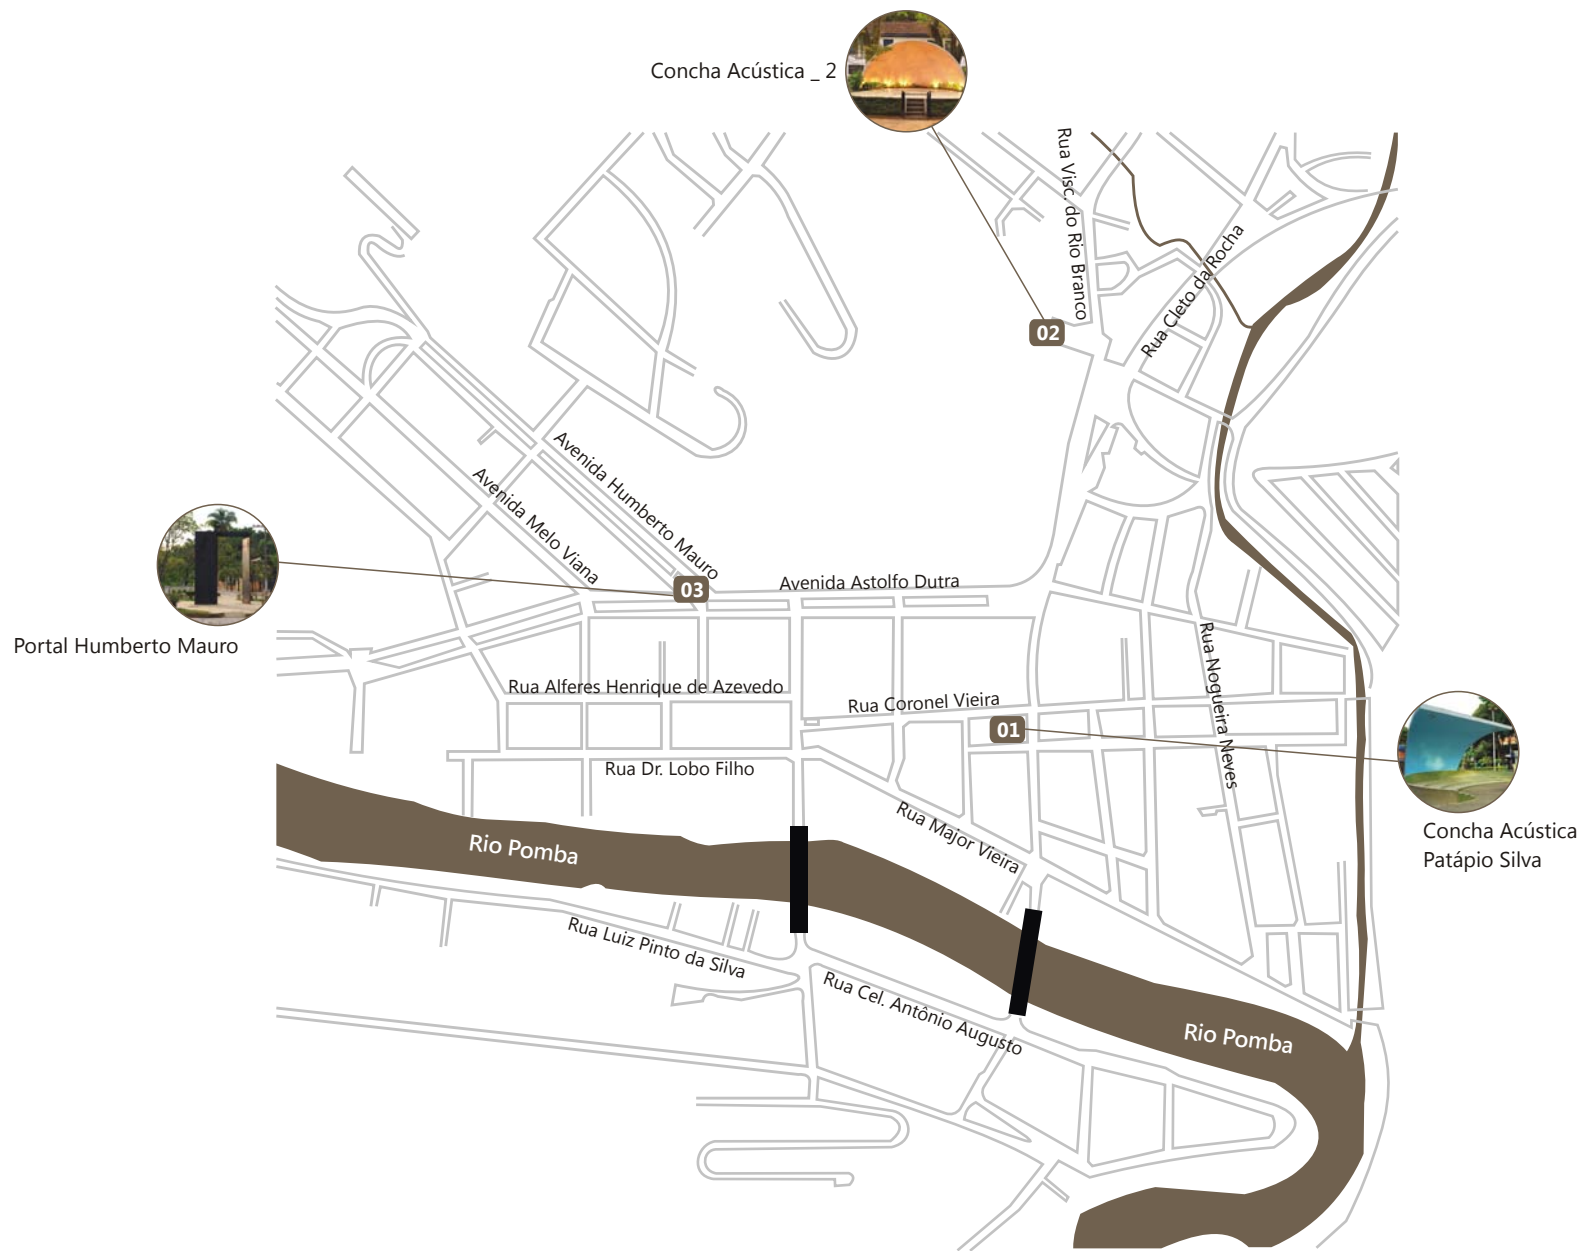 Concha Acústica _ 2
Rua Visc. do Rio Branco
Rua Cleto da Rocha
02
Avenida Humberto Mauro
Avenida Melo Viana
03
Avenida Astolfo Dutra
Portal Humberto Mauro
Rua Nogueira Neves
Rua Alferes Henrique de Azevedo
Rua Coronel Vieira
01
Rua Dr. Lobo Filho
Rua Major Vieira
Concha Acústica
Patápio Silva
Rio Pomba
Rua Luiz Pinto da Silva
Rua Cel. Antônio Augusto
Rio Pomba